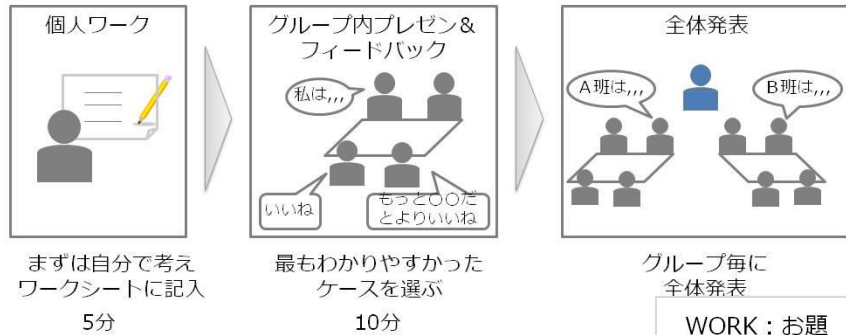 個人ワーク
まずは自分で考え
ワークシートに記入
5分
グループ内プレゼン&
フィードバック
私は,,,
いいね
もっと〇〇だ
とよりいいね
最もわかりやすかった
ケースを選ぶ
10分
全体発表
A班は,,,
B班は,,,
グループ毎に
全体発表
WORK:お題